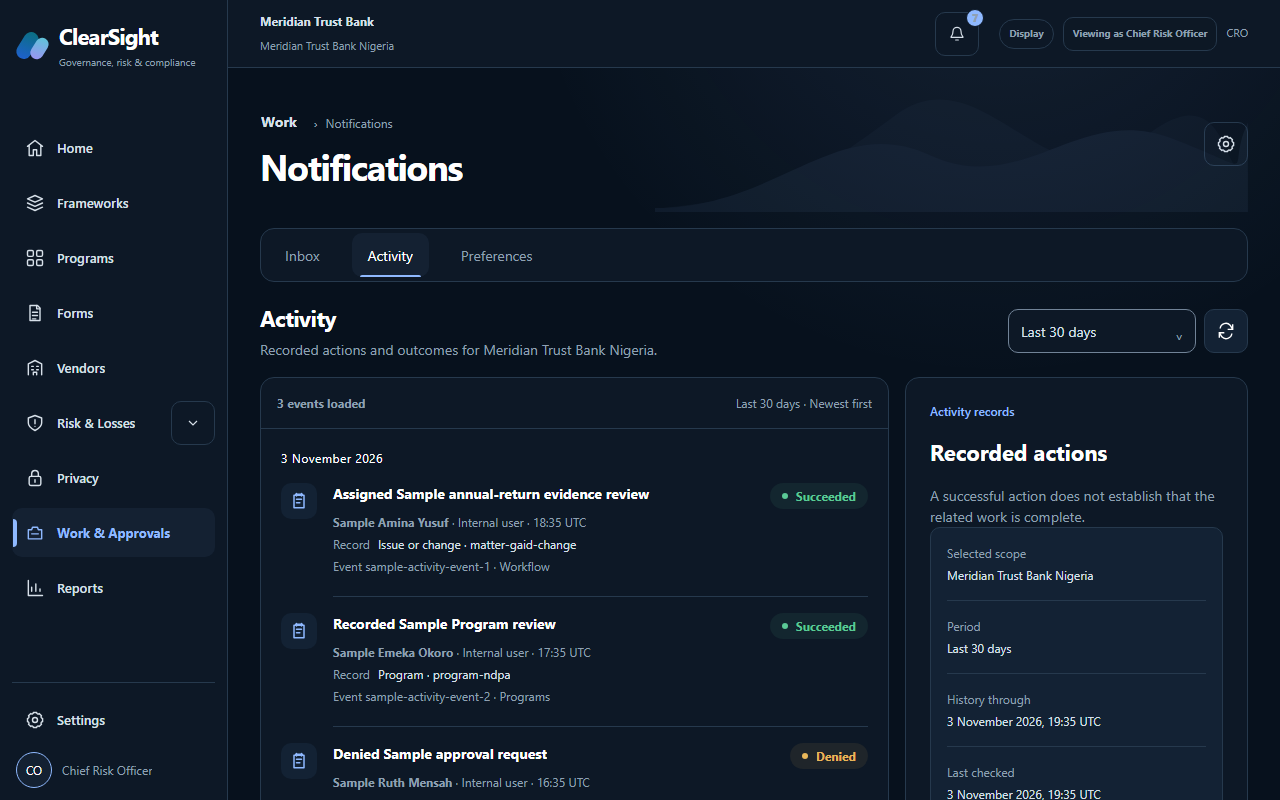 ClearSight
Governance, risk & compliance
Home
Frameworks
Programs
Forms
Vendors
Risk & Losses
Privacy
Work & Approvals
Reports
Settings
CO
Chief Risk Officer
Meridian Trust Bank
Meridian Trust Bank Nigeria
7
Display
Viewing as Chief Risk Officer
CRO
Work › Notifications
Notifications
Inbox
Activity
Preferences
Activity
Recorded actions and outcomes for Meridian Trust Bank Nigeria.
Last 30 days
3 events loaded
Last 30 days · Newest first
3 November 2026
Assigned Sample annual-return evidence review
Succeeded
Sample Amina Yusuf · Internal user · 18:35 UTC
Record Issue or change · matter-gaid-change
Event sample-activity-event-1 · Workflow
Recorded Sample Program review
Succeeded
Sample Emeka Okoro · Internal user · 17:35 UTC
Record Program · program-ndpa
Event sample-activity-event-2 · Programs
Denied Sample approval request
Denied
Sample Ruth Mensah · Internal user · 16:35 UTC
Activity records
Recorded actions
A successful action does not establish that the
related work is complete.
Selected scope
Meridian Trust Bank Nigeria
Period
Last 30 days
History through
3 November 2026, 19:35 UTC
Last checked
3 November 2026, 19:35 UTC